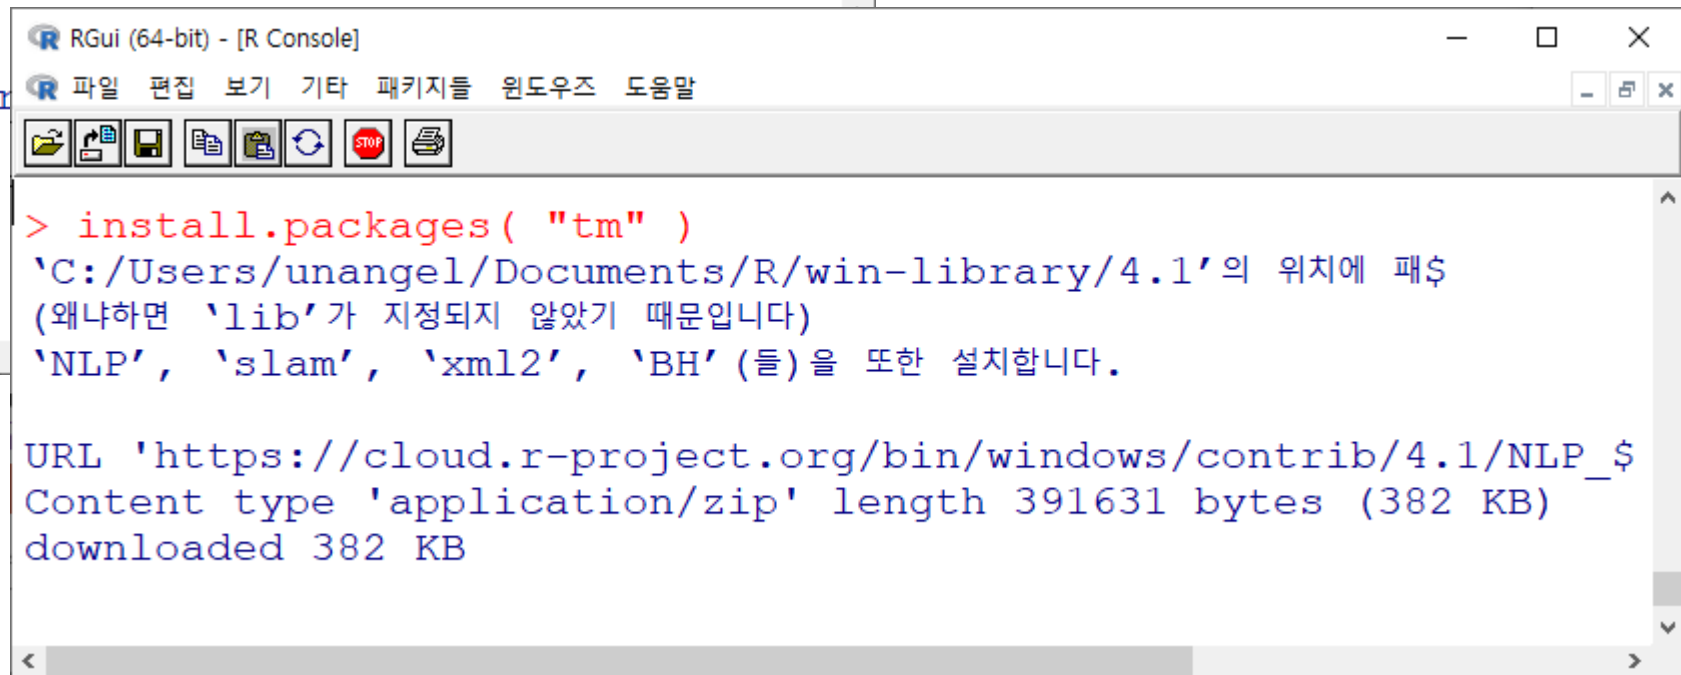 RGui (64-bit) - [R Console]
파일 편집 보기 기타 패키지들 윈도우즈 도움말
STOP
> install.packages( "tm" )
‘C:/Users/unangel/Documents/R/win-library/4.1’의 위치에 패$
(왜냐하면 ‘lib’가 지정되지 않았기 때문입니다)
‘NLP’, ‘slam’, ‘xml2’, ‘BH’(들)을 또한 설치합니다.
URL 'https://cloud.r-project.org/bin/windows/contrib/4.1/NLP_$
Content type 'application/zip' length 391631 bytes (382 KB)
downloaded 382 KB